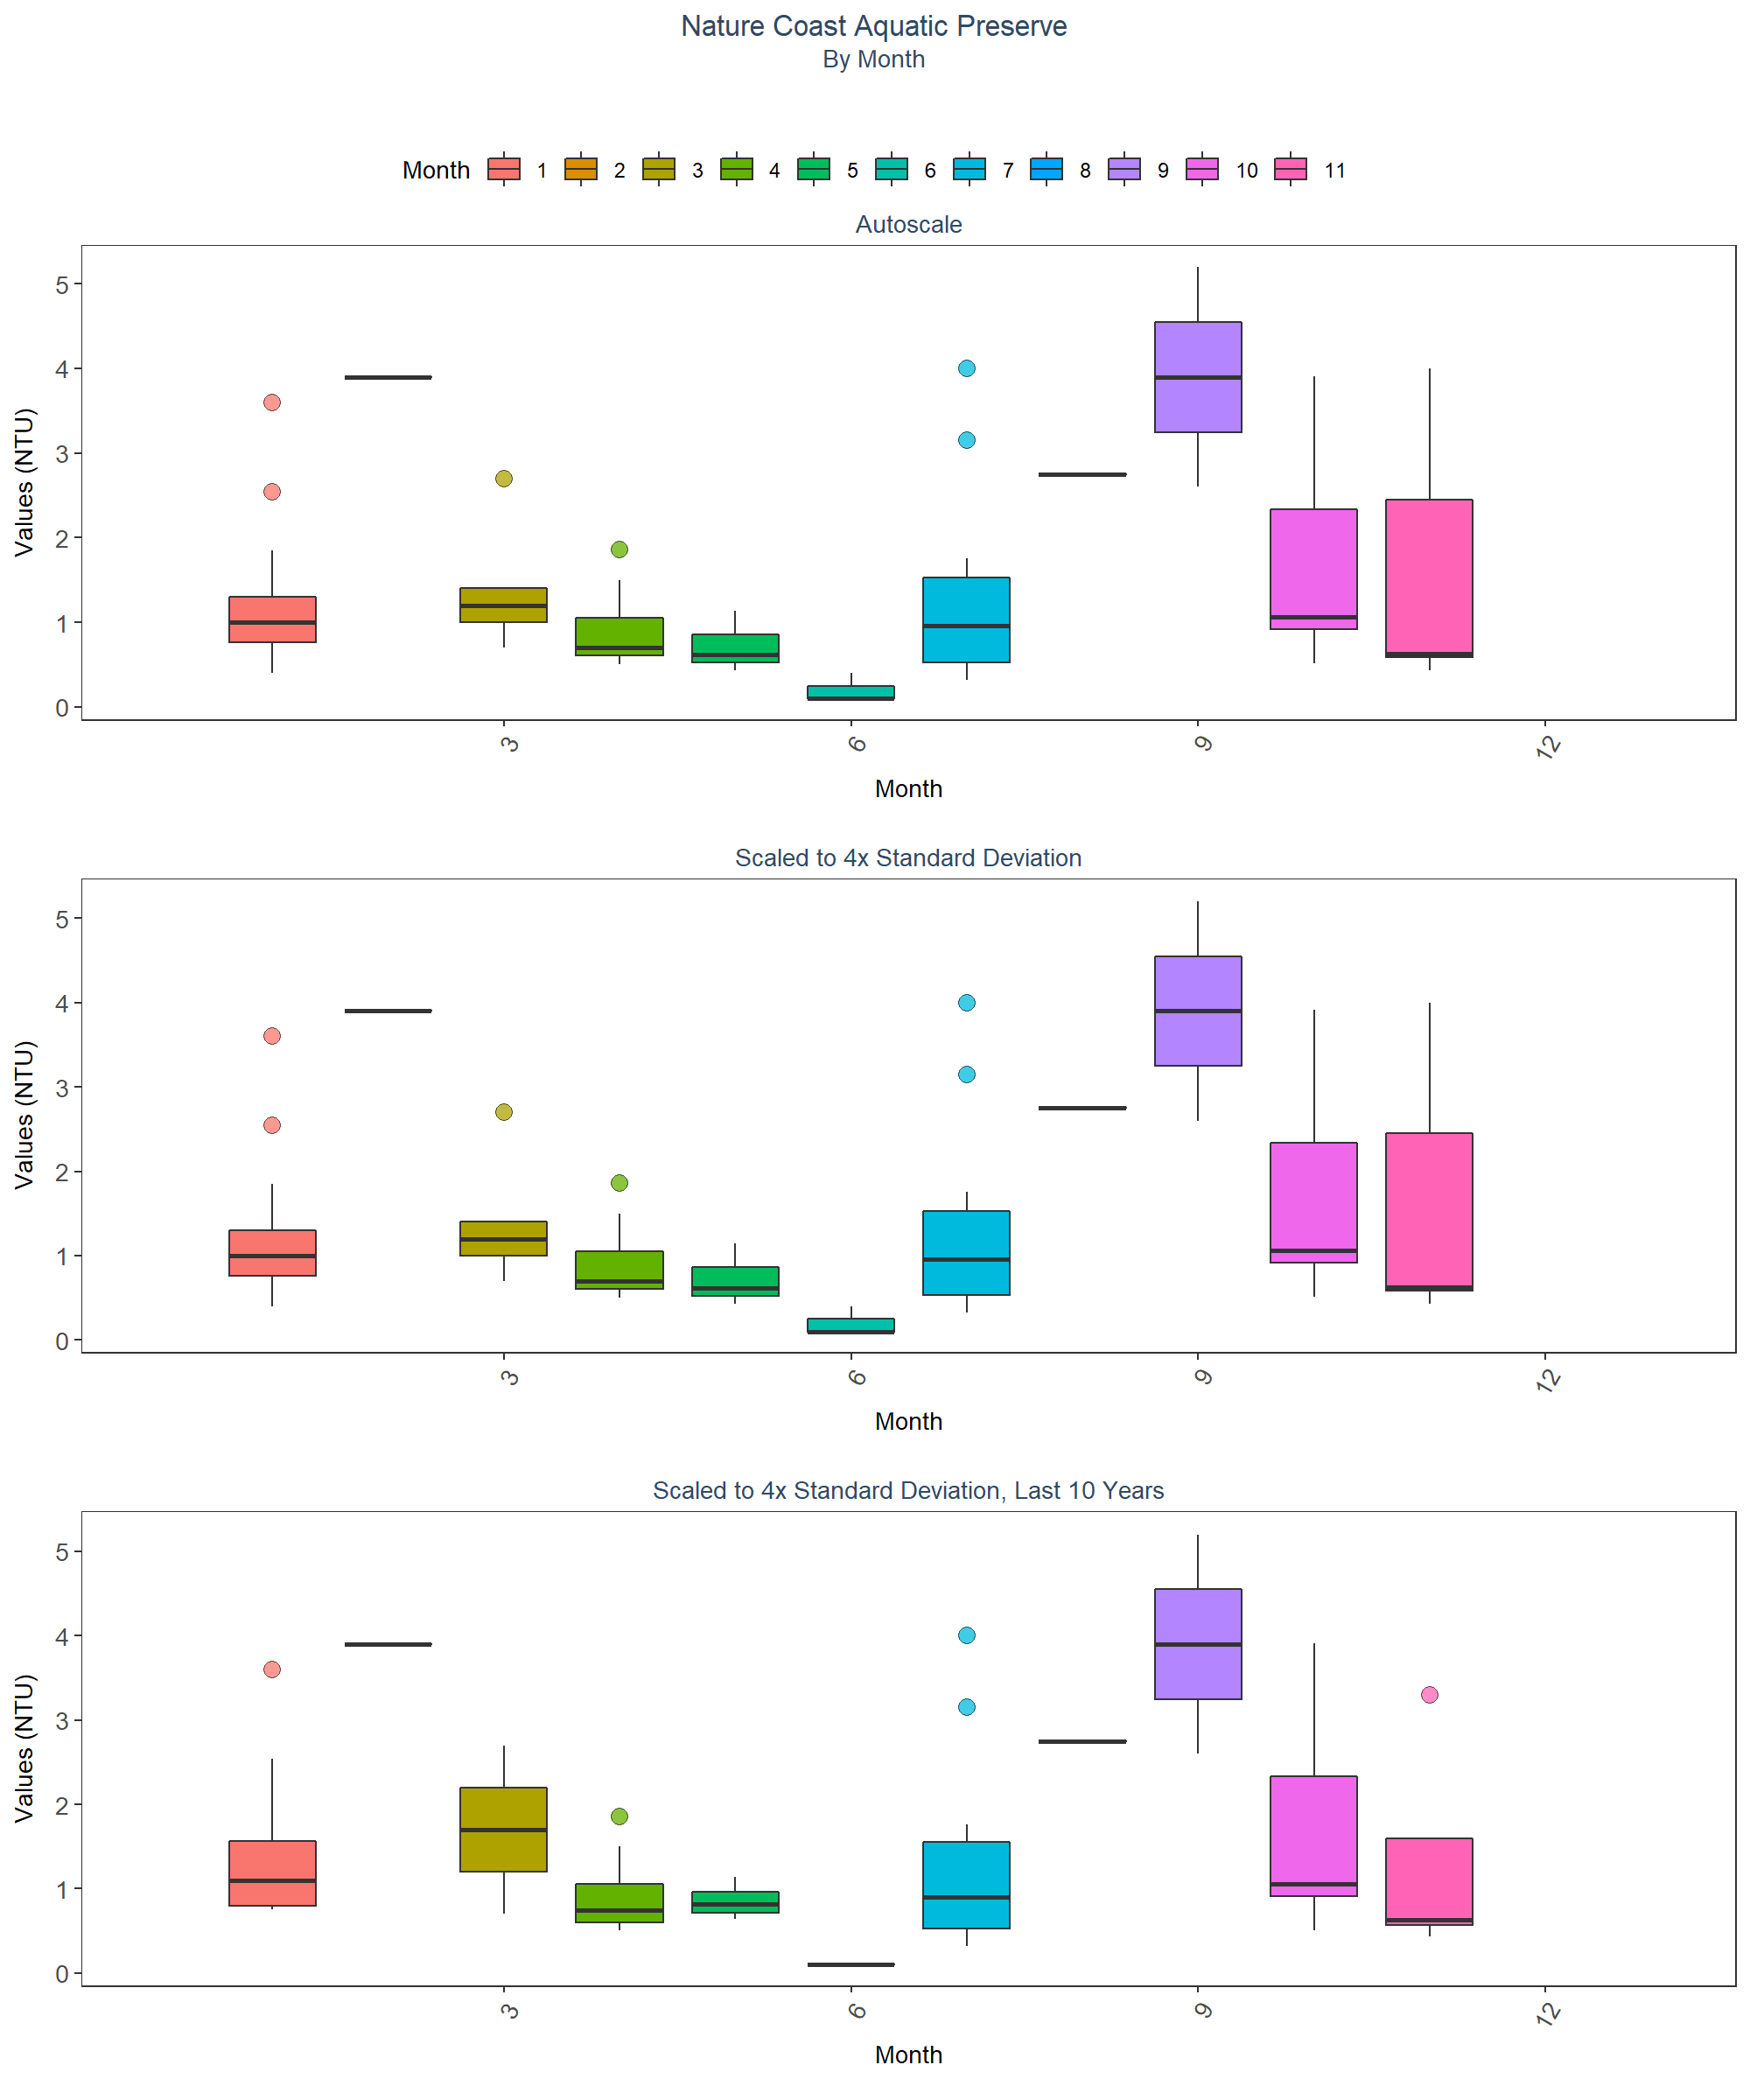 Nature Coast Aquatic Preserve
By Month
Month 1 2 3 4 5 6 7 8 9 10 11
Autoscale
Values (NTU)
5
4
3
2
1
0
3 6 9 12
Month
Scaled to 4x Standard Deviation
Values (NTU)
5
4
3
2
1
0
3 6 9 12
Month
Scaled to 4x Standard Deviation, Last 10 Years
Values (NTU)
5
4
3
2
1
0
3 6 9 12
Month